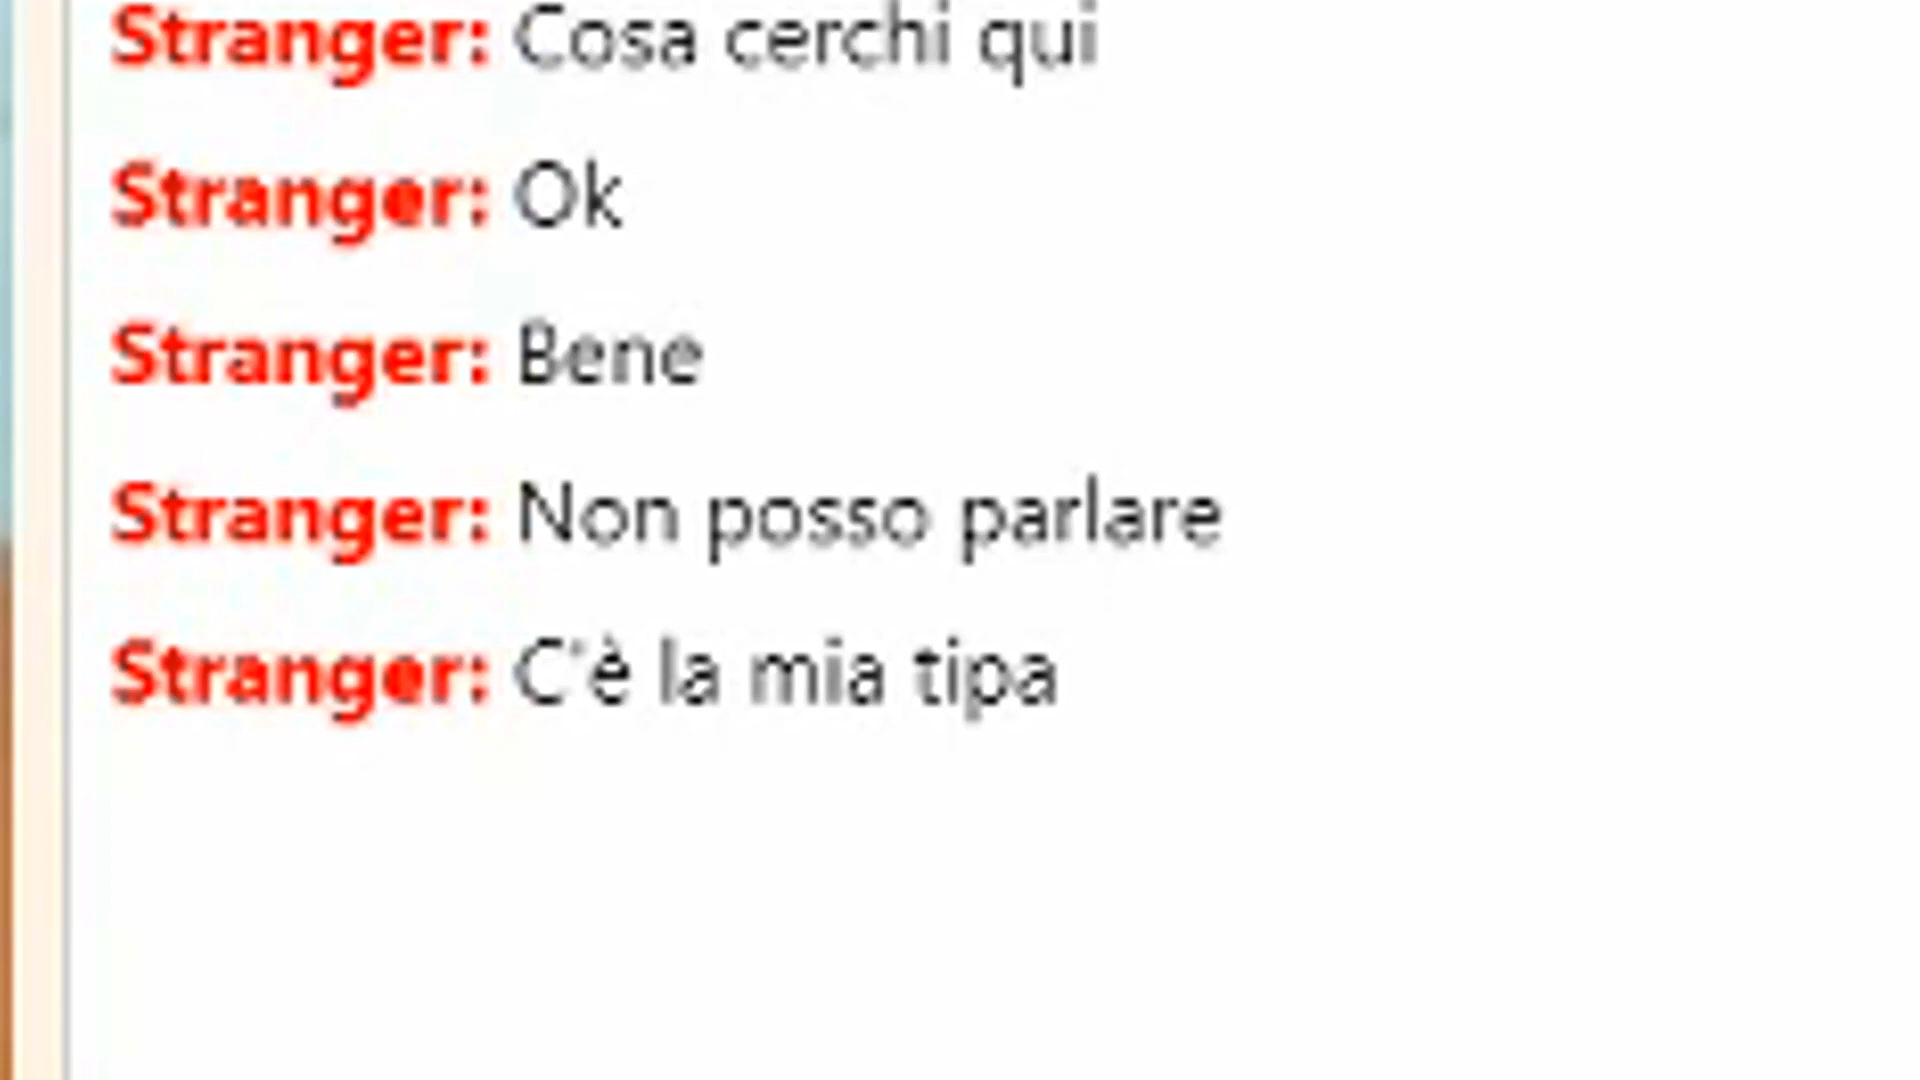 Stranger: Cosa cerchi qui
Stranger: Ok
Stranger: Bene
Stranger: Non posso parlare
Stranger: C'è la mia tipa